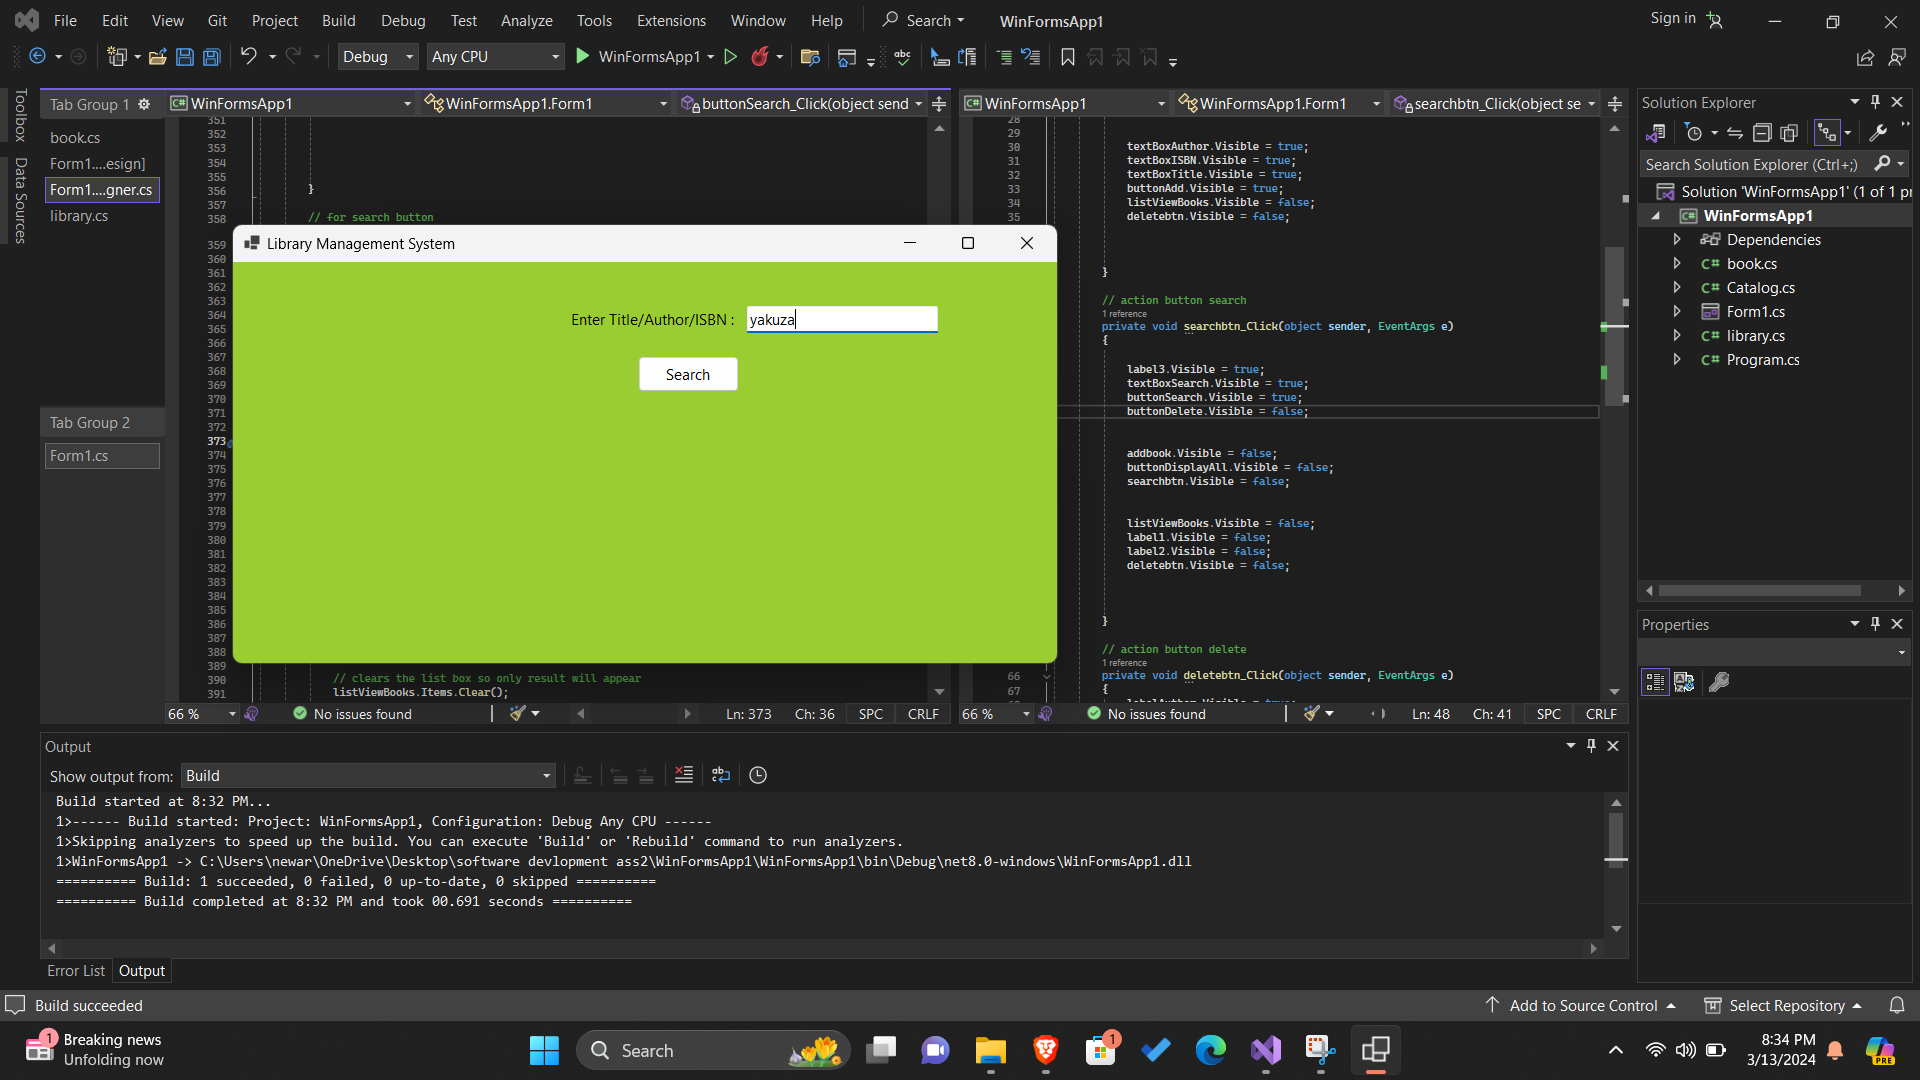 File Edit View Git Project Build Debug Test Analyze Tools Extensions Window Help Search WinFormsApp1 Sign in
Debug Any CPU WinFormsApp1
Toolbox
Data Sources
Tab Group 1
book.cs
Form1....esign]
Form1....gner.cs
library.cs
Tab Group 2
Form1.cs
WinFormsApp1 WinFormsApp1.Form1 buttonSearch_Click(object send
351
352
353
354
355
356 }
357
358 // for search button
359
360
361
362
363
364
365
366
367
368
369
370
371
372
373
374
375
376
377
378
379
380
381
382
383
384
385
386
387
388
389
390 // clears the list box so only result will appear
391 listViewBooks.Items.Clear();
66 % No issues found Ln: 373 Ch: 36 SPC CRLF
Library Management System
Enter Title/Author/ISBN : yakuza
Search
WinFormsApp1 WinFormsApp1.Form1 searchbtn_Click(object se
28
29
30 textBoxAuthor.Visible = true;
31 textBoxISBN.Visible = true;
32 textBoxTitle.Visible = true;
33 buttonAdd.Visible = true;
34 listViewBooks.Visible = false;
35 deletebtn.Visible = false;
}
// action button search
1 reference
private void searchbtn_Click(object sender, EventArgs e)
{
label3.Visible = true;
textBoxSearch.Visible = true;
buttonSearch.Visible = true;
buttonDelete.Visible = false;
addbook.Visible = false;
buttonDisplayAll.Visible = false;
searchbtn.Visible = false;
listViewBooks.Visible = false;
label1.Visible = false;
label2.Visible = false;
deletebtn.Visible = false;
}
// action button delete
1 reference
66 private void deletebtn_Click(object sender, EventArgs e)
67 {
66 % No issues found Ln: 48 Ch: 41 SPC CRLF
Solution Explorer
Search Solution Explorer (Ctrl+;)
Solution 'WinFormsApp1' (1 of 1 pr
WinFormsApp1
Dependencies
C# book.cs
C# Catalog.cs
Form1.cs
C# library.cs
C# Program.cs
Properties
Output
Show output from: Build
Build started at 8:32 PM...
1>------ Build started: Project: WinFormsApp1, Configuration: Debug Any CPU ------
1>Skipping analyzers to speed up the build. You can execute 'Build' or 'Rebuild' command to run analyzers.
1>WinFormsApp1 -> C:\Users\newar\OneDrive\Desktop\software devlopment ass2\WinFormsApp1\WinFormsApp1\bin\Debug\net8.0-windows\WinFormsApp1.dll
========== Build: 1 succeeded, 0 failed, 0 up-to-date, 0 skipped ==========
========== Build completed at 8:32 PM and took 00.691 seconds ==========
Error List Output
Build succeeded Add to Source Control Select Repository
1 Breaking news
Unfolding now
Search
1
PRE
8:34 PM
3/13/2024